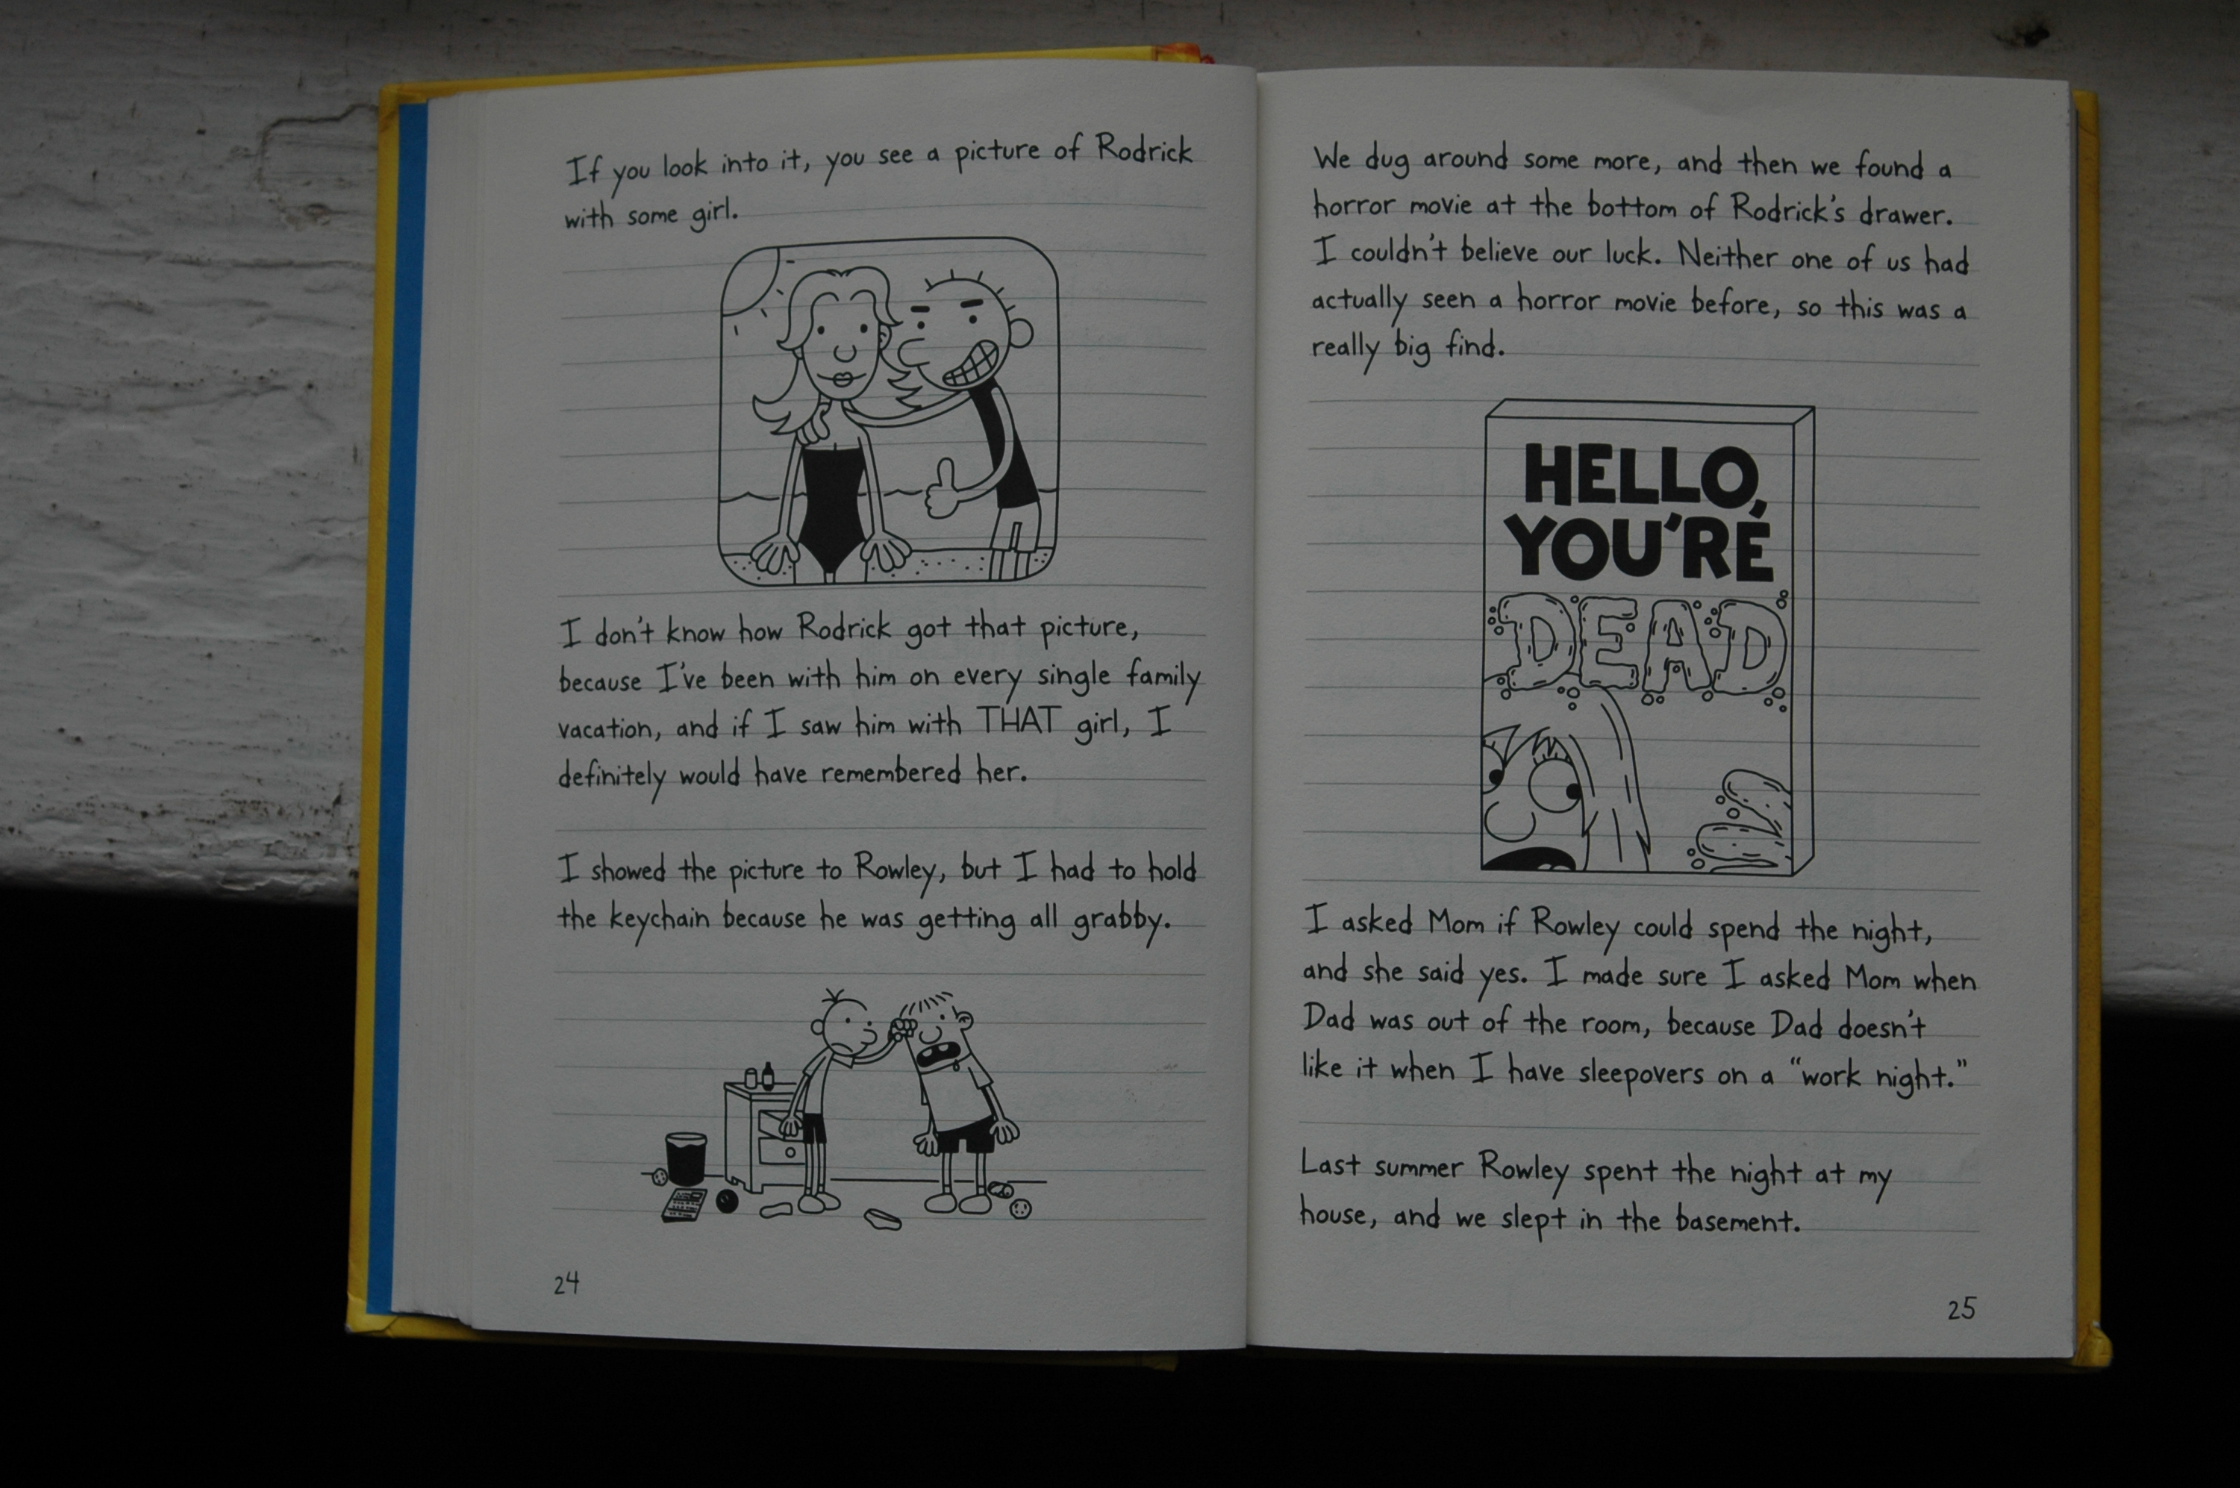 If you look into it, you see a picture of Rodrick
with some girl.
I don't know how Rodrick got that picture,
because I've been with him on every single family
vacation, and if I saw him with THAT girl, I
definitely would have remembered her.
I showed the picture to Rowley, but I had to hold
the keychain because he was getting all grabby.
24
We dug around some more, and then we found a
horror movie at the bottom of Rodrick's drawer.
I couldn't believe our luck. Neither one of us had
actually seen a horror movie before, so this was a
really big find.
HELLO,
YOU'RE
DEAD
I asked Mom if Rowley could spend the night,
and she said yes. I made sure I asked Mom when
Dad was out of the room, because Dad doesn't
like it when I have sleepovers on a "work night."
Last summer Rowley spent the night at my
house, and we slept in the basement.
25